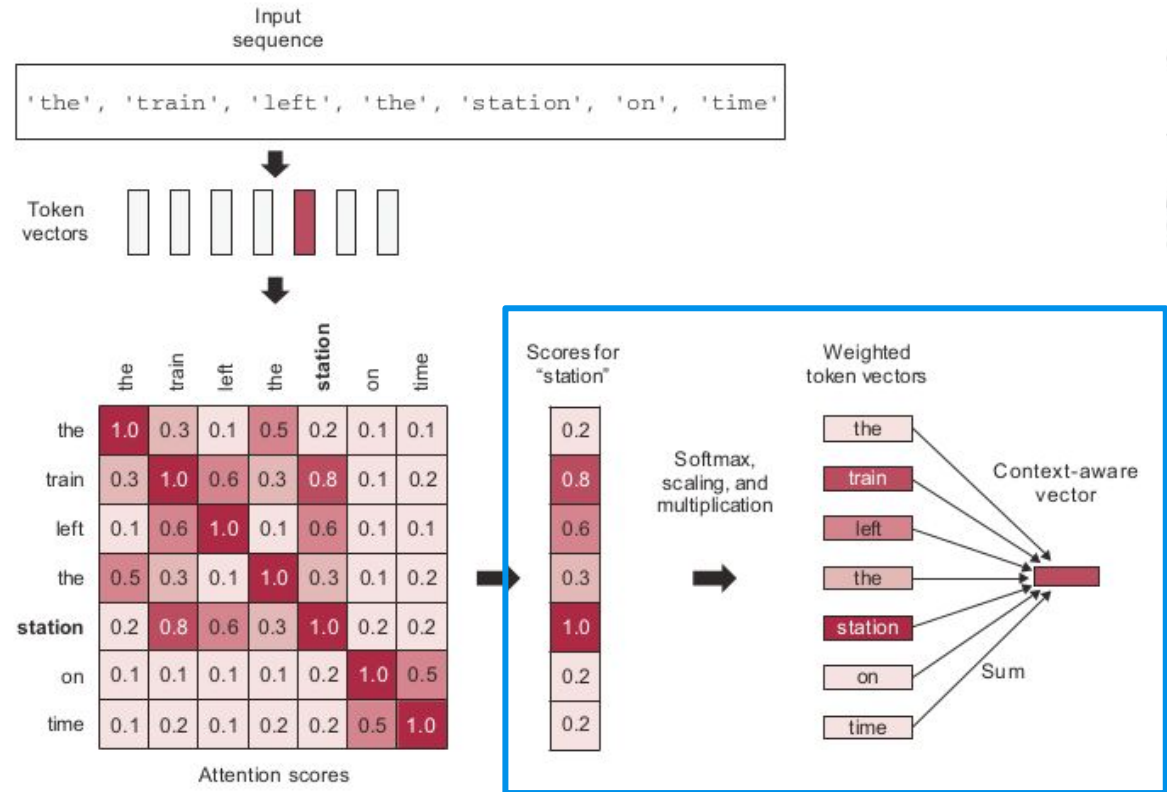 Input
sequence
'the', 'train', 'left', 'the', 'station', 'on', 'time'
Token
vectors
the train left the station on time
the 1.0 0.3 0.1 0.5 0.2 0.1 0.1
train 0.3 1.0 0.6 0.3 0.8 0.1 0.2
left 0.1 0.6 1.0 0.1 0.6 0.1 0.1
the 0.5 0.3 0.1 1.0 0.3 0.1 0.2
station 0.2 0.8 0.6 0.3 1.0 0.2 0.2
on 0.1 0.1 0.1 0.1 0.2 1.0 0.5
time 0.1 0.2 0.1 0.2 0.2 0.5 1.0
Attention scores
Scores for
"station"
0.2
0.8
0.6
0.3
1.0
0.2
0.2
Softmax,
scaling, and
multiplication
Weighted
token vectors
the
train
left
the
station
on
time
Context-aware
vector
Sum